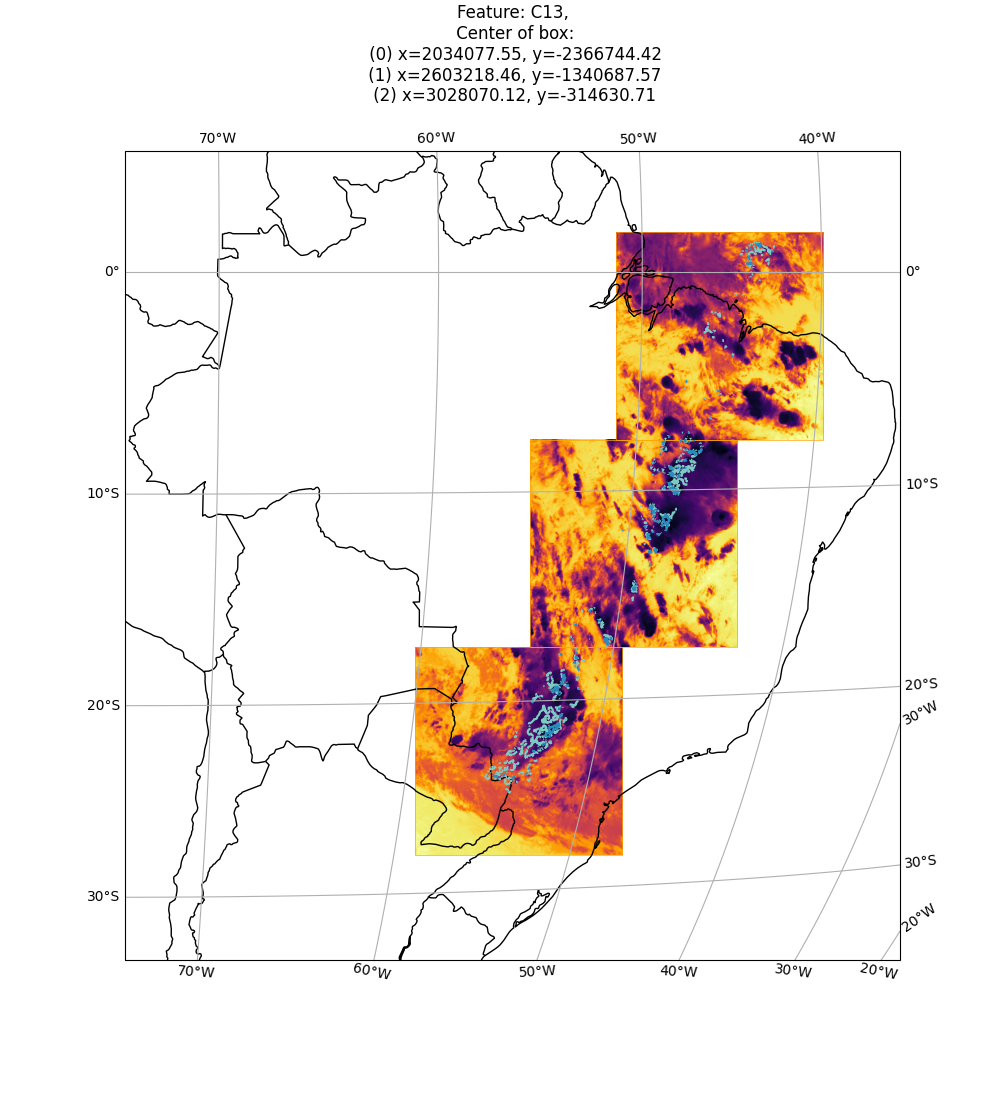 Feature: C13,
Center of box:
(0) x=2034077.55, y=-2366744.42
(1) x=2603218.46, y=-1340687.57
(2) x=3028070.12, y=-314630.71
70°W 60°W 50°W 40°W
0° 0°
10°S 10°S
20°S 20°S
30°W
30°S 30°S
20°W
70°W 60°W 50°W 40°W 30°W 20°W